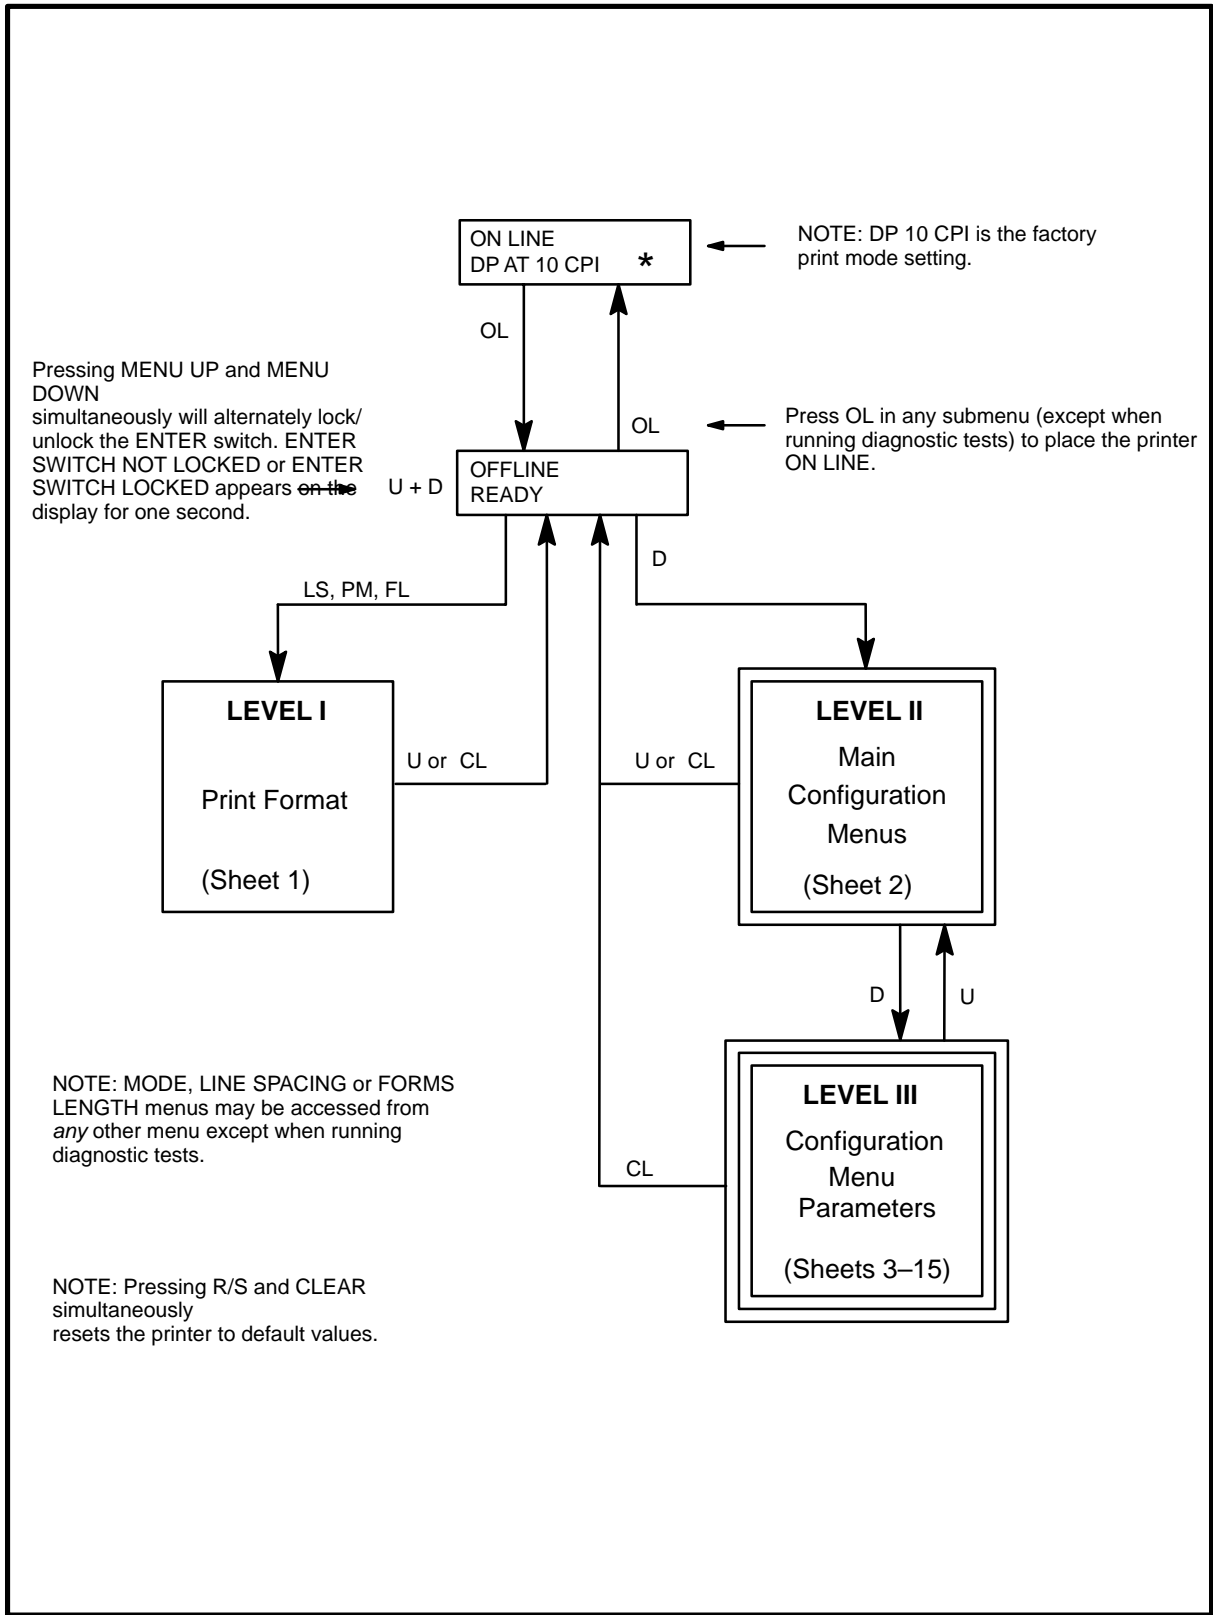 ON LINE
DP AT 10 CPI *
NOTE: DP 10 CPI is the factory
print mode setting.
OL
Pressing MENU UP and MENU
DOWN
simultaneously will alternately lock/
unlock the ENTER switch. ENTER
SWITCH NOT LOCKED or ENTER
SWITCH LOCKED appears on the
display for one second.
OL
Press OL in any submenu (except when
running diagnostic tests) to place the printer
ON LINE.
U + D
OFFLINE
READY
D
LS, PM, FL
LEVEL I
Print Format
(Sheet 1)
U or CL
U or CL
LEVEL II
Main
Configuration
Menus
(Sheet 2)
D
U
NOTE: MODE, LINE SPACING or FORMS
LENGTH menus may be accessed from
any other menu except when running
diagnostic tests.
CL
LEVEL III
Configuration
Menu
Parameters
(Sheets 3–15)
NOTE: Pressing R/S and CLEAR
simultaneously
resets the printer to default values.